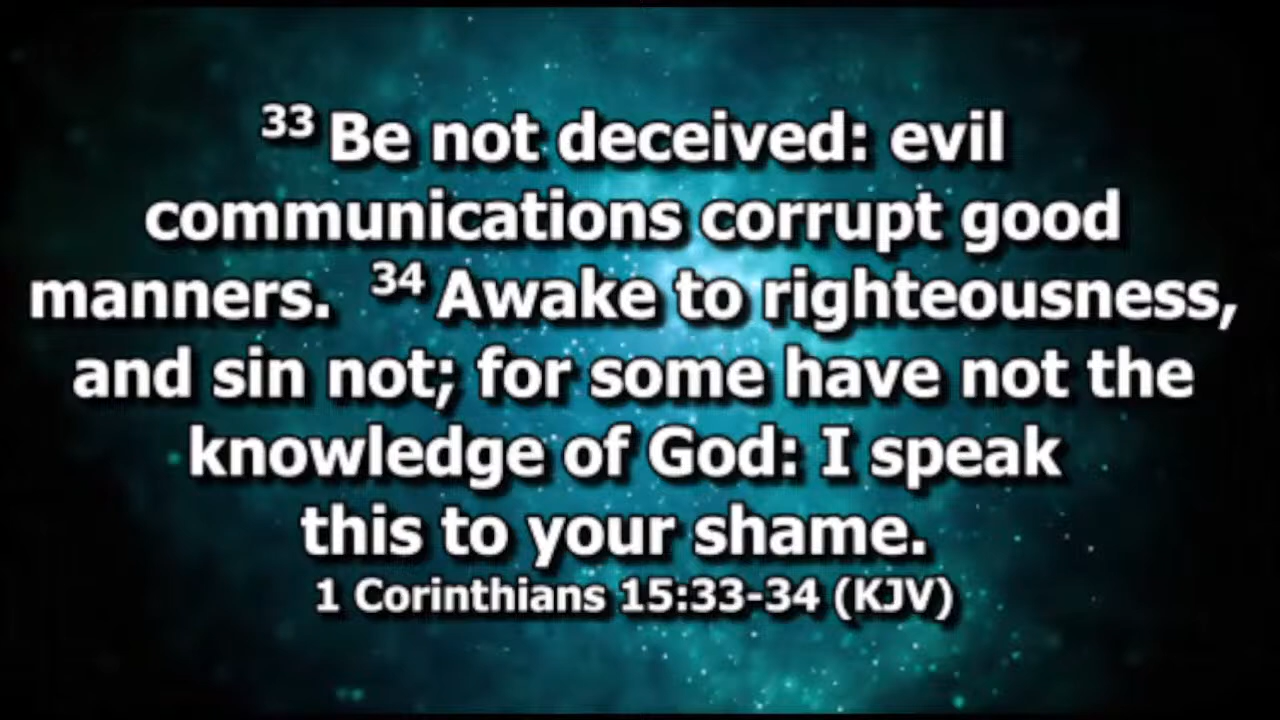 33 Be not deceived: evil
communications corrupt good
manners. 34 Awake to righteousness,
and sin not; for some have not the
knowledge of God: I speak
this to your shame.
1 Corinthians 15:33-34 (KJV)